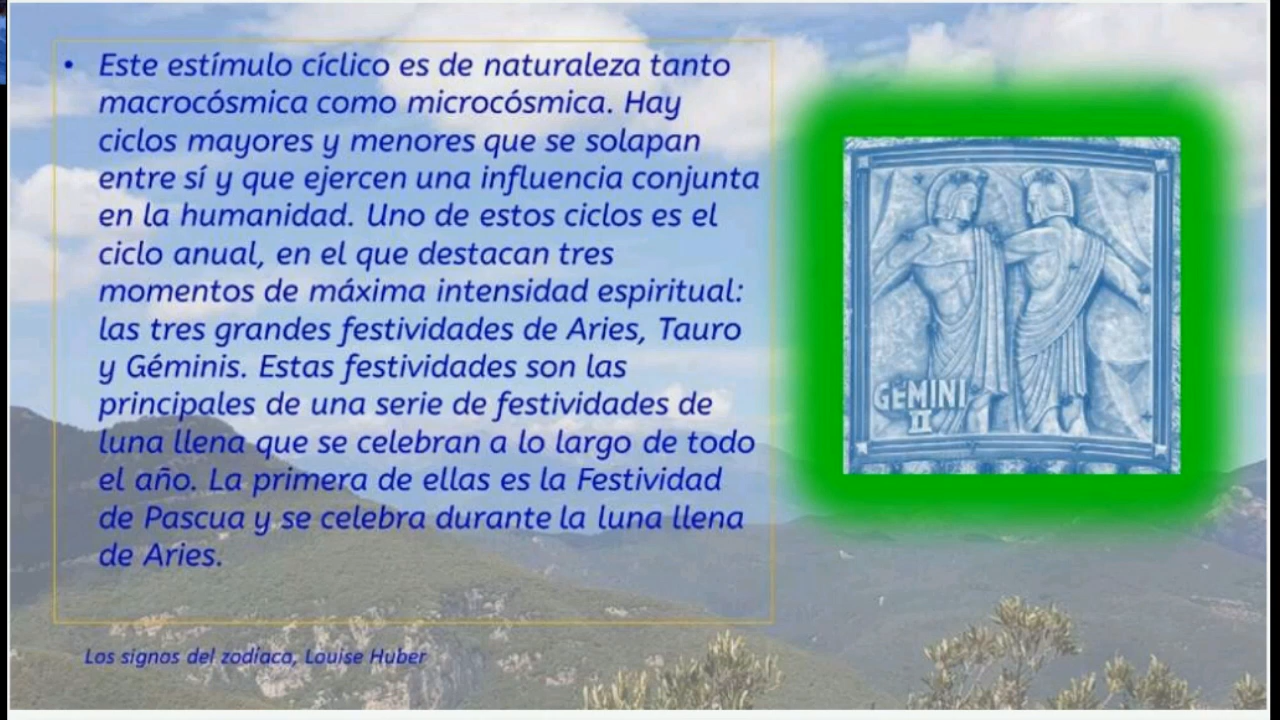 • Este estímulo cíclico es de naturaleza tanto
macrocósmica como microcósmica. Hay
ciclos mayores y menores que se solapan
entre sí y que ejercen una influencia conjunta
en la humanidad. Uno de estos ciclos es el
ciclo anual, en el que destacan tres
momentos de máxima intensidad espiritual:
las tres grandes festividades de Aries, Tauro
y Géminis. Estas festividades son las
principales de una serie de festividades de
luna llena que se celebran a lo largo de todo
el año. La primera de ellas es la Festividad
de Pascua y se celebra durante la luna llena
de Aries.
Los signos del zodíaca, Louise Huber
GEMINI
II